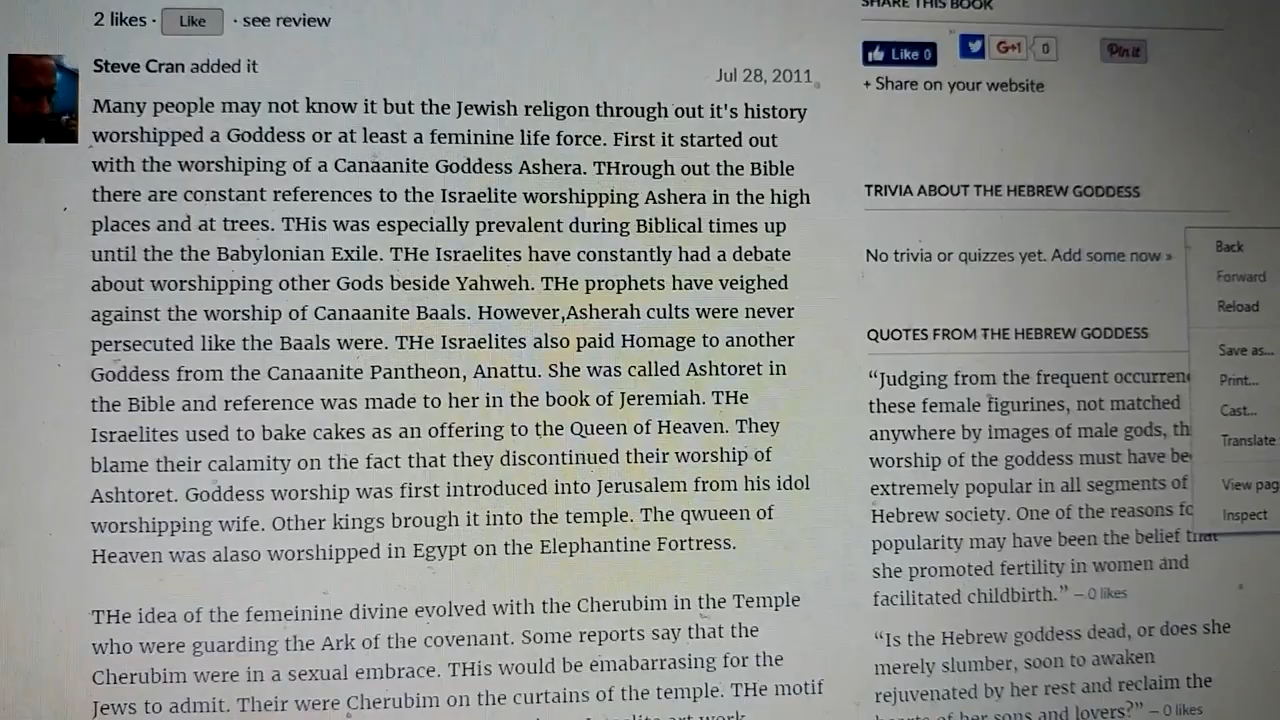 2 likes · Like · see review
Steve Cran added it
Jul 28, 2011
Many people may not know it but the Jewish religon through out it's history
worshipped a Goddess or at least a feminine life force. First it started out
with the worshiping of a Canaanite Goddess Ashera. THrough out the Bible
there are constant references to the Israelite worshipping Ashera in the high
places and at trees. THis was especially prevalent during Biblical times up
until the the Babylonian Exile. THe Israelites have constantly had a debate
about worshipping other Gods beside Yahweh. THe prophets have veighed
against the worship of Canaanite Baals. However,Asherah cults were never
persecuted like the Baals were. THe Israelites also paid Homage to another
Goddess from the Canaanite Pantheon, Anattu. She was called Ashtoret in
the Bible and reference was made to her in the book of Jeremiah. THe
Israelites used to bake cakes as an offering to the Queen of Heaven. They
blame their calamity on the fact that they discontinued their worship of
Ashtoret. Goddess worship was first introduced into Jerusalem from his idol
worshipping wife. Other kings brough it into the temple. The qwueen of
Heaven was alaso worshipped in Egypt on the Elephantine Fortress.
THe idea of the femeinine divine evolved with the Cherubim in the Temple
who were guarding the Ark of the covenant. Some reports say that the
Cherubim were in a sexual embrace. THis would be emabarrasing for the
Jews to admit. Their were Cherubim on the curtains of the temple. THe motif
SHARE THIS BOOK
Like 0
G+1 0
Pin it
+ Share on your website
TRIVIA ABOUT THE HEBREW GODDESS
No trivia or quizzes yet. Add some now »
QUOTES FROM THE HEBREW GODDESS
“Judging from the frequent occurren
these female figurines, not matched
anywhere by images of male gods, th
worship of the goddess must have be
extremely popular in all segments of
Hebrew society. One of the reasons fo
popularity may have been the belief that
she promoted fertility in women and
facilitated childbirth.” — 0 likes
“Is the Hebrew goddess dead, or does she
merely slumber, soon to awaken
rejuvenated by her rest and reclaim the
hearts of her sons and lovers?” — 0 likes
Back
Forward
Reload
Save as...
Print...
Cast...
Translate
View pag
Inspect